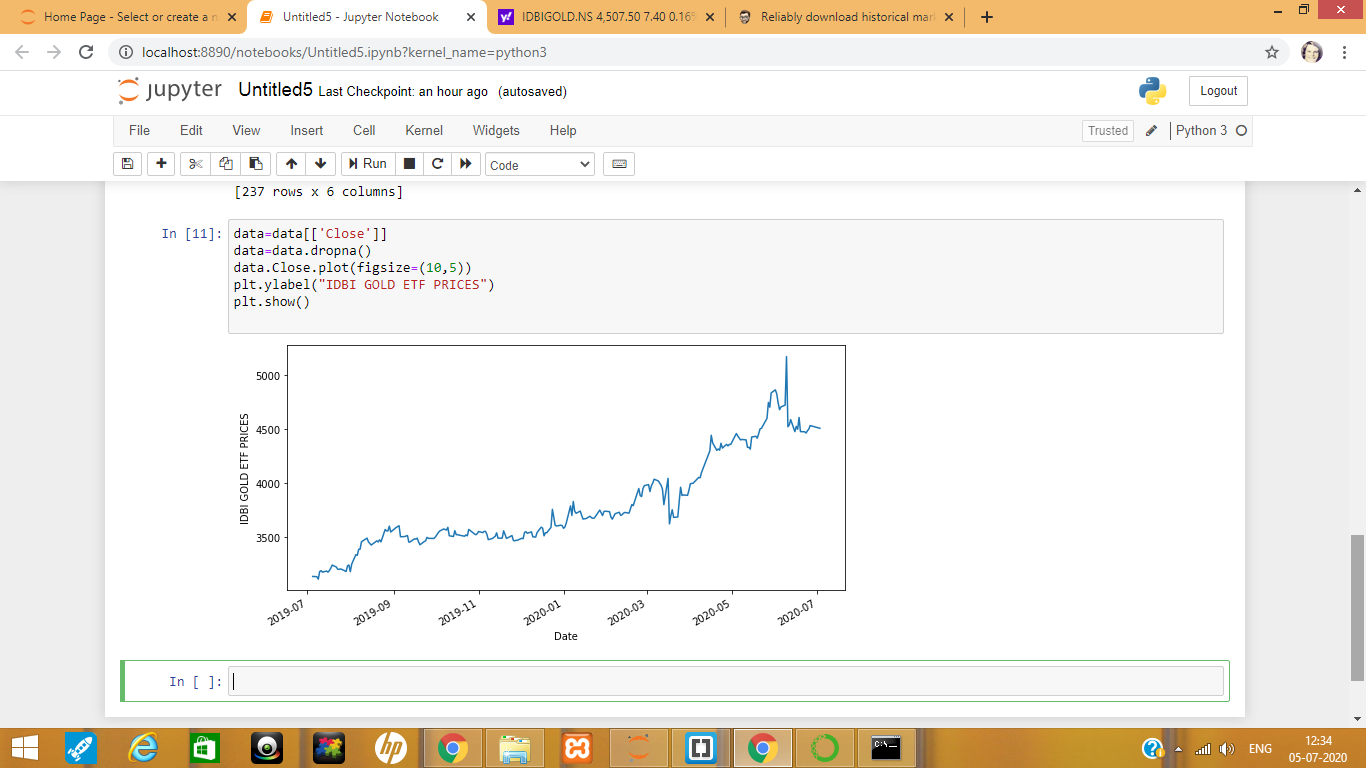 Home Page - Select or create a n
Untitled5 - Jupyter Notebook
IDBIGOLD.NS 4,507.50 7.40 0.16%
Reliably download historical mar
localhost:8890/notebooks/Untitled5.ipynb?kernel_name=python3
jupyter Untitled5 Last Checkpoint: an hour ago (autosaved)
Logout
File Edit View Insert Cell Kernel Widgets Help
Trusted
Python 3
Run
Code
[237 rows x 6 columns]
In [11]:
data=data[['Close']]
data=data.dropna()
data.Close.plot(figsize=(10,5))
plt.ylabel("IDBI GOLD ETF PRICES")
plt.show()
5000
4500
4000
3500
IDBI GOLD ETF PRICES
2019-07 2019-09 2019-11 2020-01 2020-03 2020-05 2020-07
Date
In [ ]:
hp
C:\_
ENG
12:34
05-07-2020